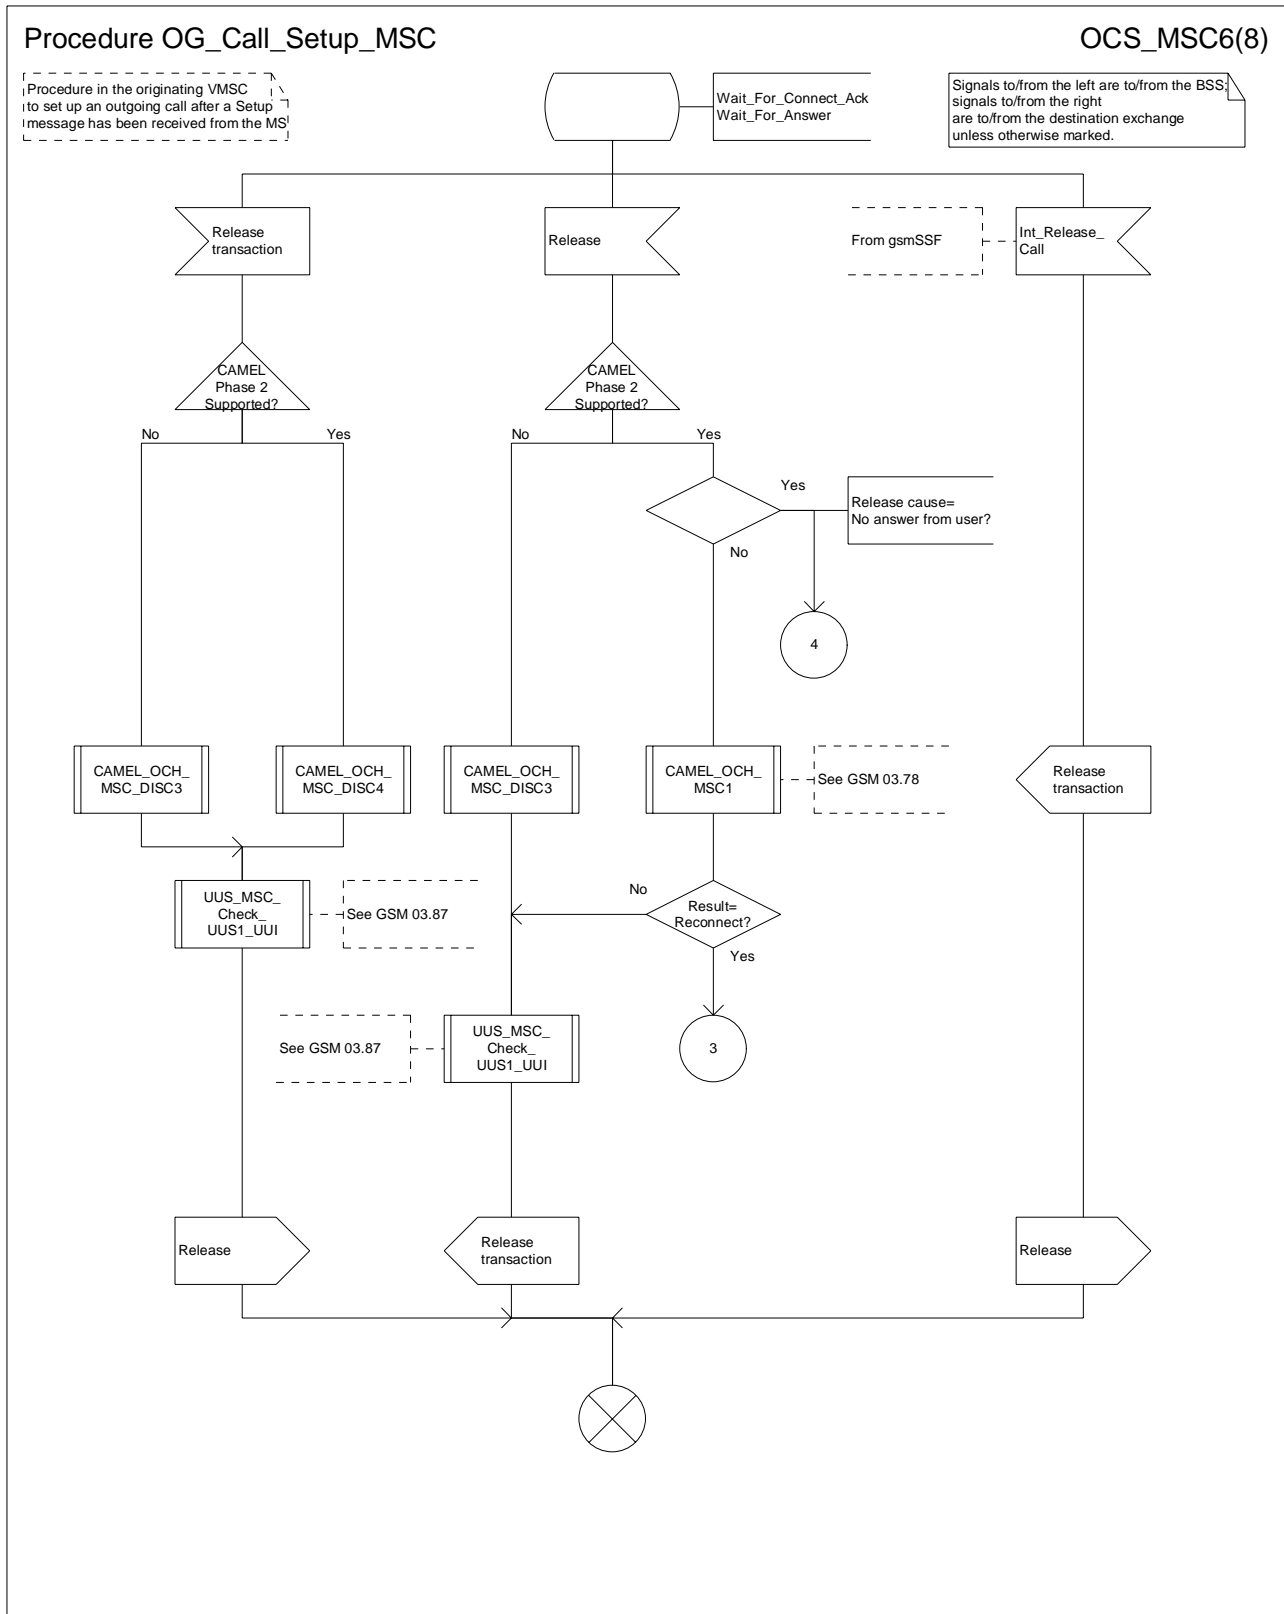 Procedure OG_Call_Setup_MSC
OCS_MSC6(8)
Procedure in the originating VMSC
to set up an outgoing call after a Setup
message has been received from the MS
Wait_For_Connect_Ack
Wait_For_Answer
Signals to/from the left are to/from the BSS;
signals to/from the right
are to/from the destination exchange
unless otherwise marked.
Release
transaction
Release
From gsmSSF
Int_Release_
Call
CAMEL
Phase 2
Supported?
CAMEL
Phase 2
Supported?
No
Yes
No
Yes
Yes
Release cause=
No answer from user?
No
4
CAMEL_OCH_
MSC_DISC3
CAMEL_OCH_
MSC_DISC4
CAMEL_OCH_
MSC_DISC3
CAMEL_OCH_
MSC1
See GSM 03.78
Release
transaction
UUS_MSC_
Check_
UUS1_UUI
See GSM 03.87
No
Result=
Reconnect?
Yes
See GSM 03.87
UUS_MSC_
Check_
UUS1_UUI
3
Release
Release
transaction
Release